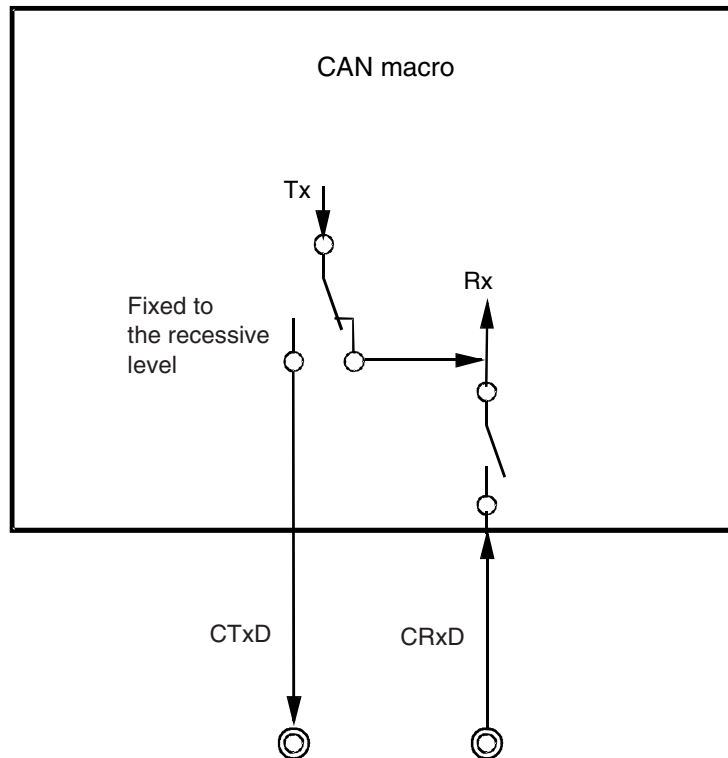 CAN macro
Tx
Rx
Fixed to
the recessive
level
CTxD
CRxD